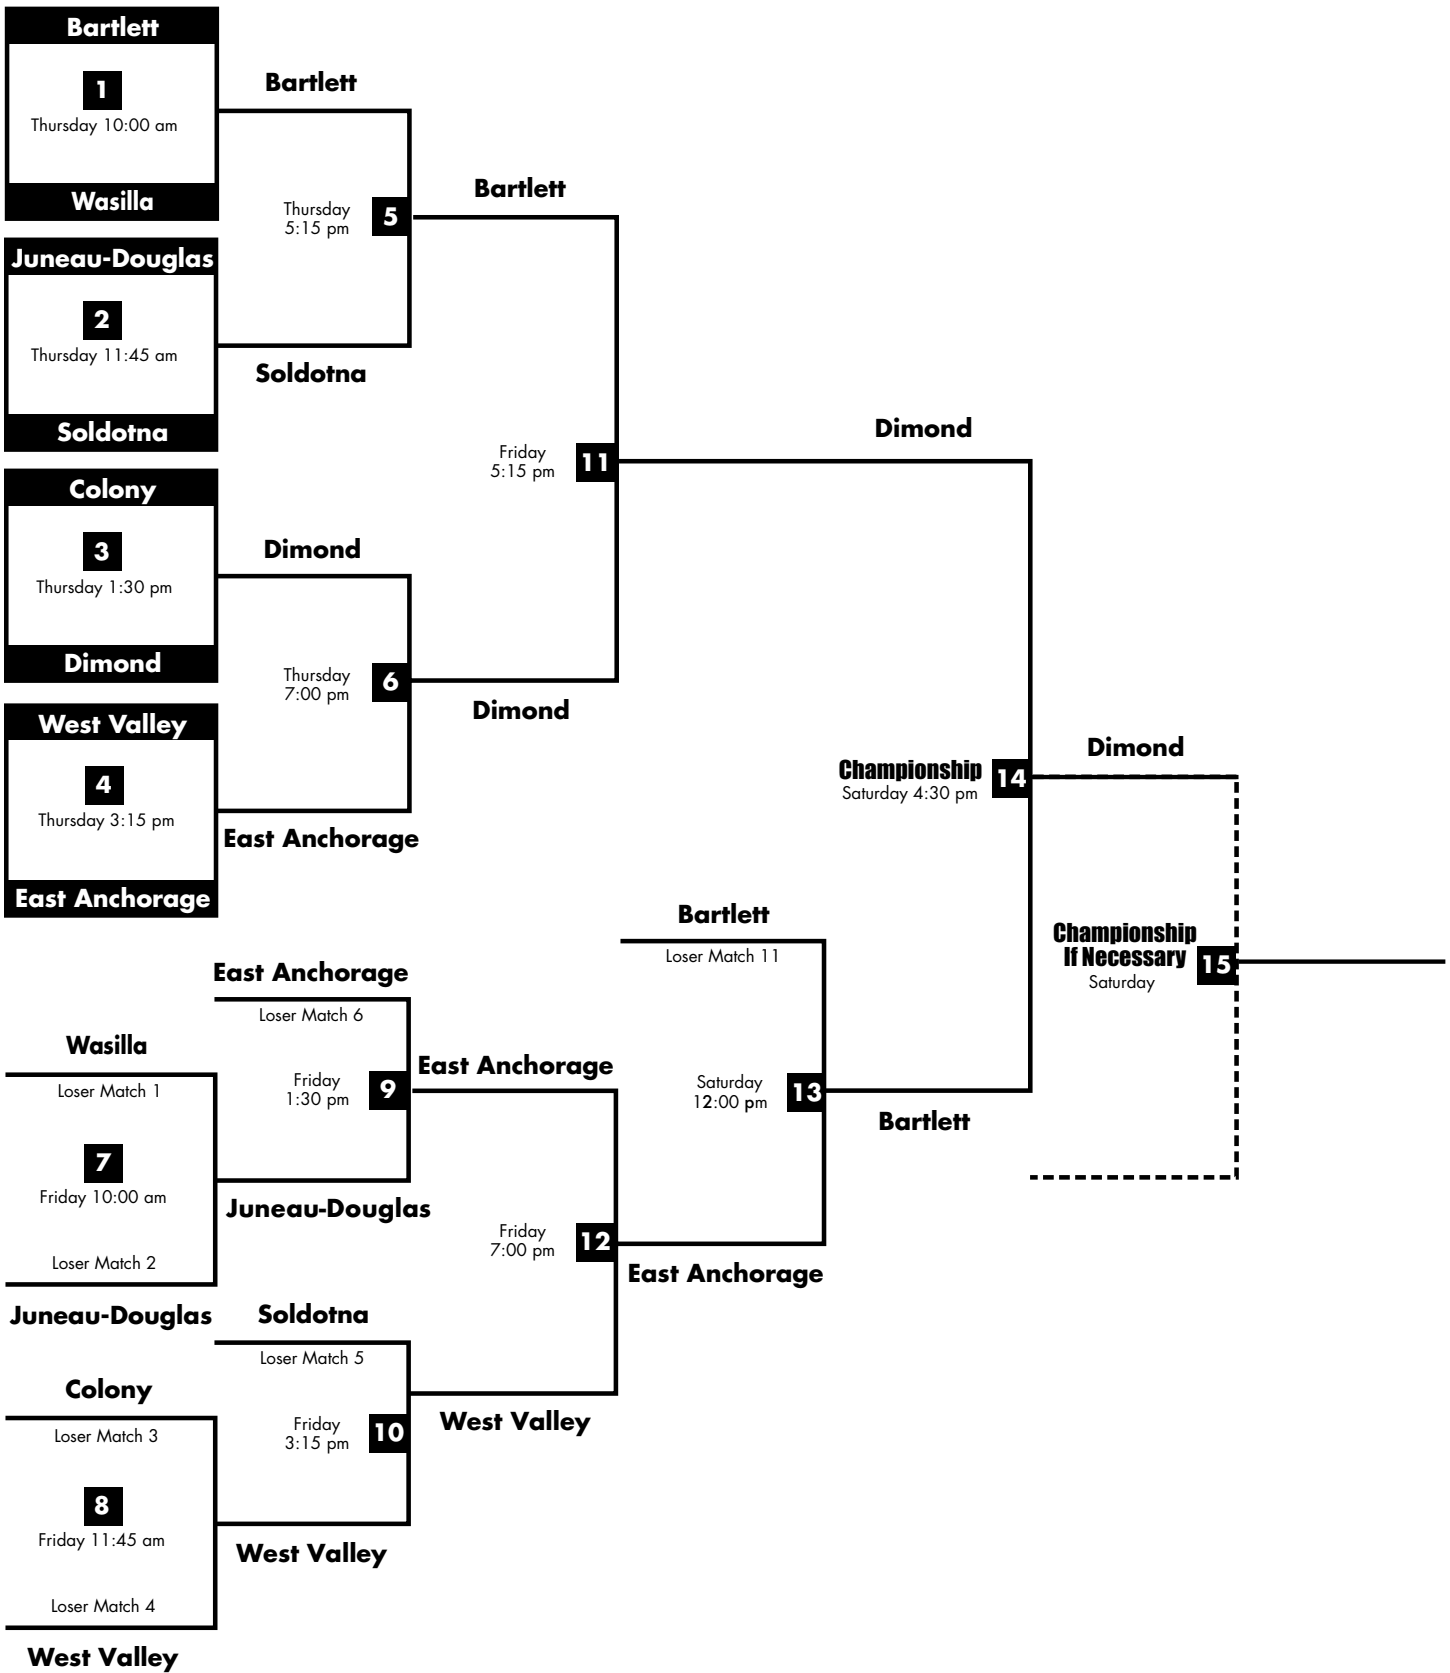 Bartlett
1
Thursday 10:00 am
Wasilla
Juneau-Douglas
2
Thursday 11:45 am
Soldotna
Colony
3
Thursday 1:30 pm
Dimond
West Valley
4
Thursday 3:15 pm
East Anchorage
Bartlett
Thursday
5:15 pm
5
Soldotna
Dimond
Thursday
7:00 pm
6
East Anchorage
Bartlett
Friday
5:15 pm
11
Dimond
Dimond
Championship
Saturday 4:30 pm
14
Dimond
Championship
If Necessary
Saturday
15
Wasilla
Loser Match 1
7
Friday 10:00 am
Loser Match 2
Juneau-Douglas
Colony
Loser Match 3
8
Friday 11:45 am
Loser Match 4
West Valley
East Anchorage
Loser Match 6
Friday
1:30 pm
9
Juneau-Douglas
Soldotna
Loser Match 5
Friday
3:15 pm
10
West Valley
East Anchorage
Friday
7:00 pm
12
West Valley
Bartlett
Loser Match 11
Saturday
12:00 pm
13
East Anchorage
Bartlett